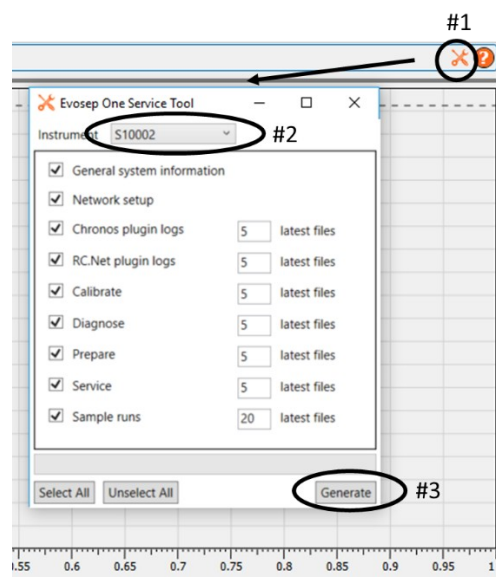 #1
?
Evosep One Service Tool
Instrument S10002 #2
General system information
Network setup
Chronos plugin logs 5 latest files
RC.Net plugin logs 5 latest files
Calibrate 5 latest files
Diagnose 5 latest files
Prepare 5 latest files
Service 5 latest files
Sample runs 20 latest files
Select All Unselect All Generate #3
0.6 0.65 0.7 0.75 0.8 0.85 0.9 0.95 1